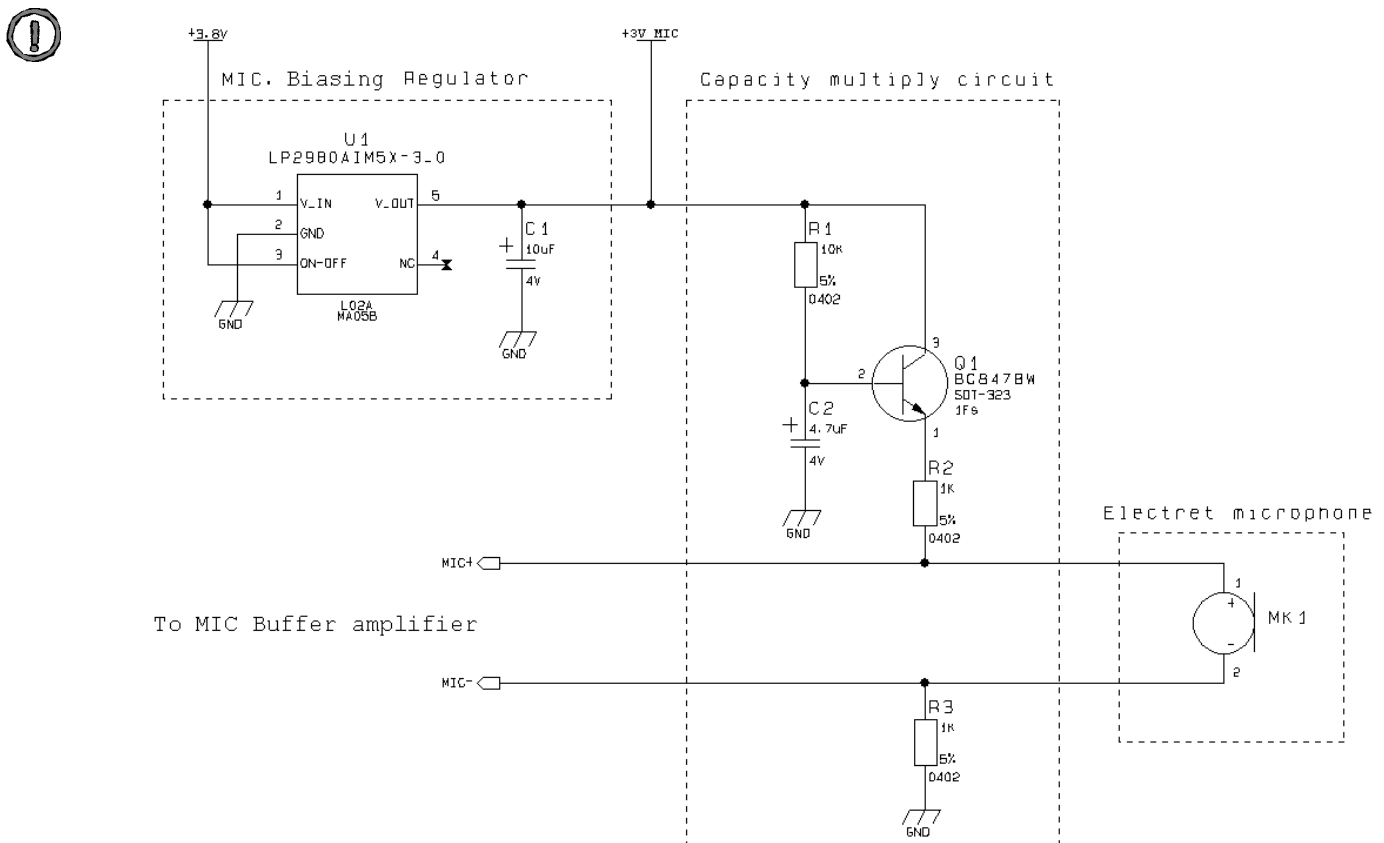 +3.8V
+3V MIC
MIC. Biasing Regulator
Capacity multiply circuit
U1
LP2980AIM5X-3_0
1
V_IN
V_OUT
5
2
GND
3
ON-OFF
NC
4
L02A
MA05B
GND
C1
+
10uF
4V
GND
R1
10K
5%
0402
3
2
Q1
BC847BW
SOT-323
1Fs
1
C2
+
4.7uF
4V
GND
R2
1K
5%
0402
Electret microphone
MIC+
1
+
MK1
-
2
To MIC Buffer amplifier
MIC-
R3
1K
5%
0402
GND